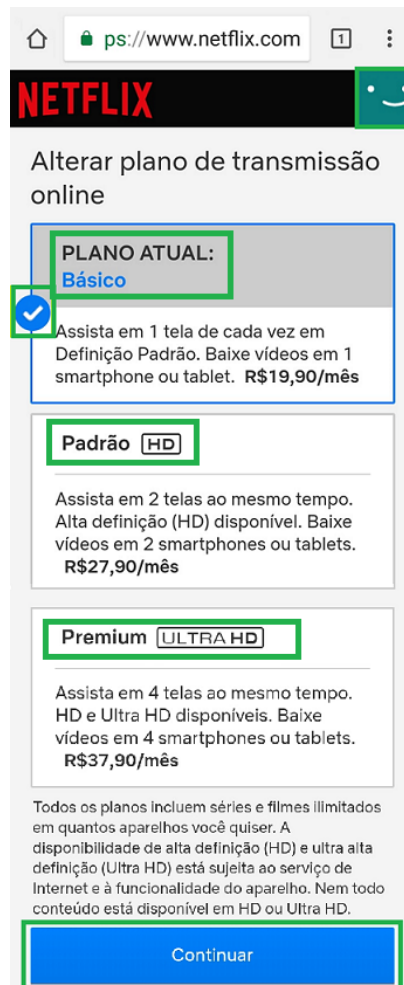 ps://www.netflix.com 1
NETFLIX
Alterar plano de transmissão
online
PLANO ATUAL:
Básico
Assista em 1 tela de cada vez em
Definição Padrão. Baixe vídeos em 1
smartphone ou tablet. R$19,90/mês
Padrão HD
Assista em 2 telas ao mesmo tempo.
Alta definição (HD) disponível. Baixe
vídeos em 2 smartphones ou tablets.
R$27,90/mês
Premium ULTRA HD
Assista em 4 telas ao mesmo tempo.
HD e Ultra HD disponíveis. Baixe
vídeos em 4 smartphones ou tablets.
R$37,90/mês
Todos os planos incluem séries e filmes ilimitados
em quantos aparelhos você quiser. A
disponibilidade de alta definição (HD) e ultra alta
definição (Ultra HD) está sujeita ao serviço de
Internet e à funcionalidade do aparelho. Nem todo
conteúdo está disponível em HD ou Ultra HD.
Continuar